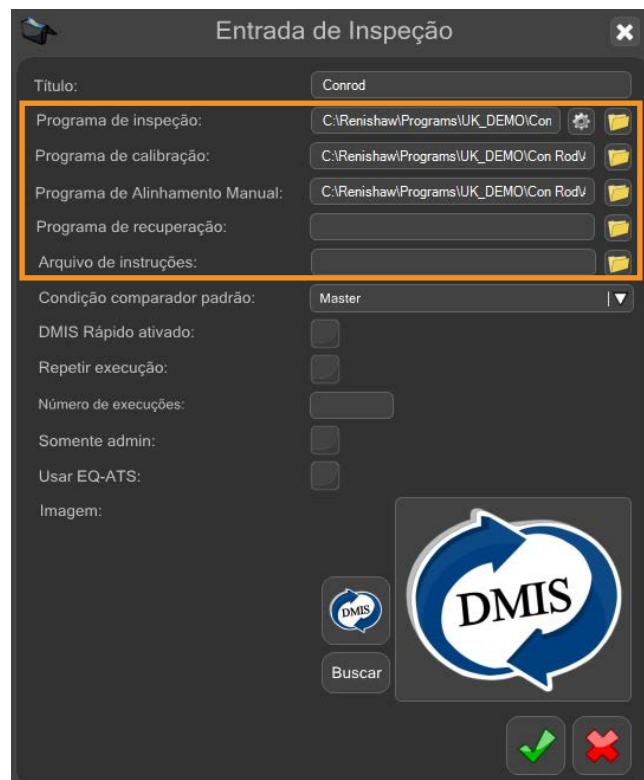 Entrada de Inspeção
Título: Conrod
Programa de inspeção: C:\Renishaw\Programs\UK_DEMO\Con
Programa de calibração: C:\Renishaw\Programs\UK_DEMO\Con Rod\
Programa de Alinhamento Manual: C:\Renishaw\Programs\UK_DEMO\Con Rod\
Programa de recuperação:
Arquivo de instruções:
Condição comparador padrão: Master
DMIS Rápido ativado:
Repetir execução:
Número de execuções:
Somente admin:
Usar EQ-ATS:
Imagem:
DMIS
DMIS
Buscar